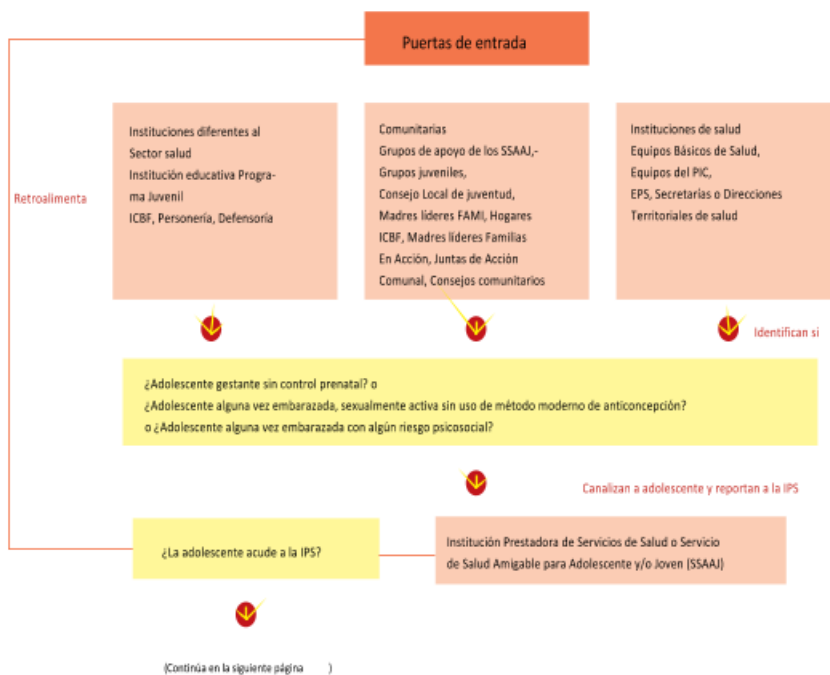 Puertas de entrada
Instituciones diferentes al
Sector salud
Institución educativa Progra-
ma Juvenil
ICBF, Personería, Defensoría
Comunitarias
Grupos de apoyo de los SSAAJ,-
Grupos juveniles,
Consejo Local de juventud,
Madres líderes FAMI, Hogares
ICBF, Madres líderes Familias
En Acción, Juntas de Acción
Comunal, Consejos comunitarios
Instituciones de salud
Equipos Básicos de Salud,
Equipos del PIC,
EPS, Secretarías o Direcciones
Territoriales de salud
Retroalimenta
Identifican si
¿Adolescente gestante sin control prenatal? o
¿Adolescente alguna vez embarazada, sexualmente activa sin uso de método moderno de anticoncepción?
o ¿Adolescente alguna vez embarazada con algún riesgo psicosocial?
Canalizan a adolescente y reportan a la IPS
¿La adolescente acude a la IPS?
Institución Prestadora de Servicios de Salud o Servicio
de Salud Amigable para Adolescente y/o Joven (SSAAJ)
(Continúa en la siguiente página )